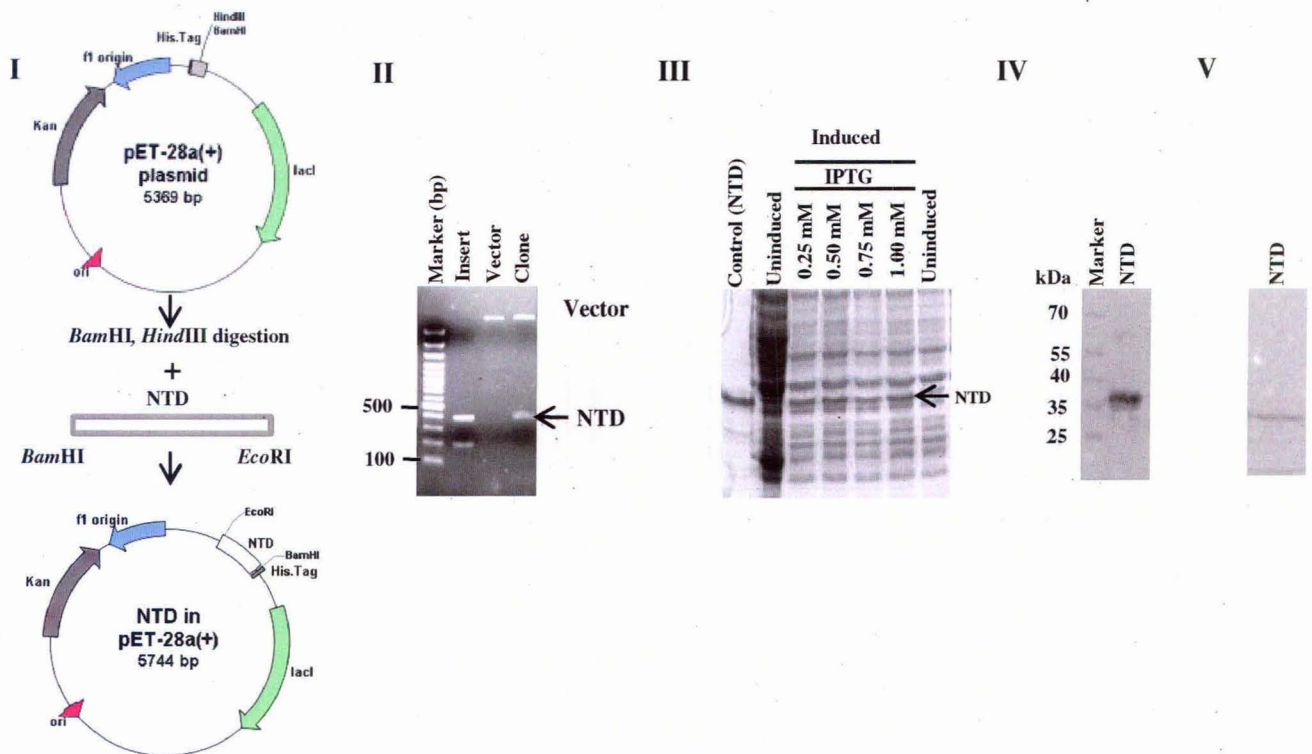 I
HindIII
BamHI
His.Tag
f1 origin
Kan
pET-28a(+)
plasmid
5369 bp
lacI
ori
BamHI, HindIII digestion
+
NTD
BamHI
EcoRI
f1 origin
EcoRI
NTD
BamHI
His.Tag
Kan
NTD in
pET-28a(+)
5744 bp
lacI
ori
II
Marker (bp)
Insert
Vector
Clone
Vector
500
NTD
100
III
Induced
IPTG
Control (NTD)
Uninduced
0.25 mM
0.50 mM
0.75 mM
1.00 mM
Uninduced
NTD
IV
kDa
Marker
NTD
70
55
40
35
25
V
NTD